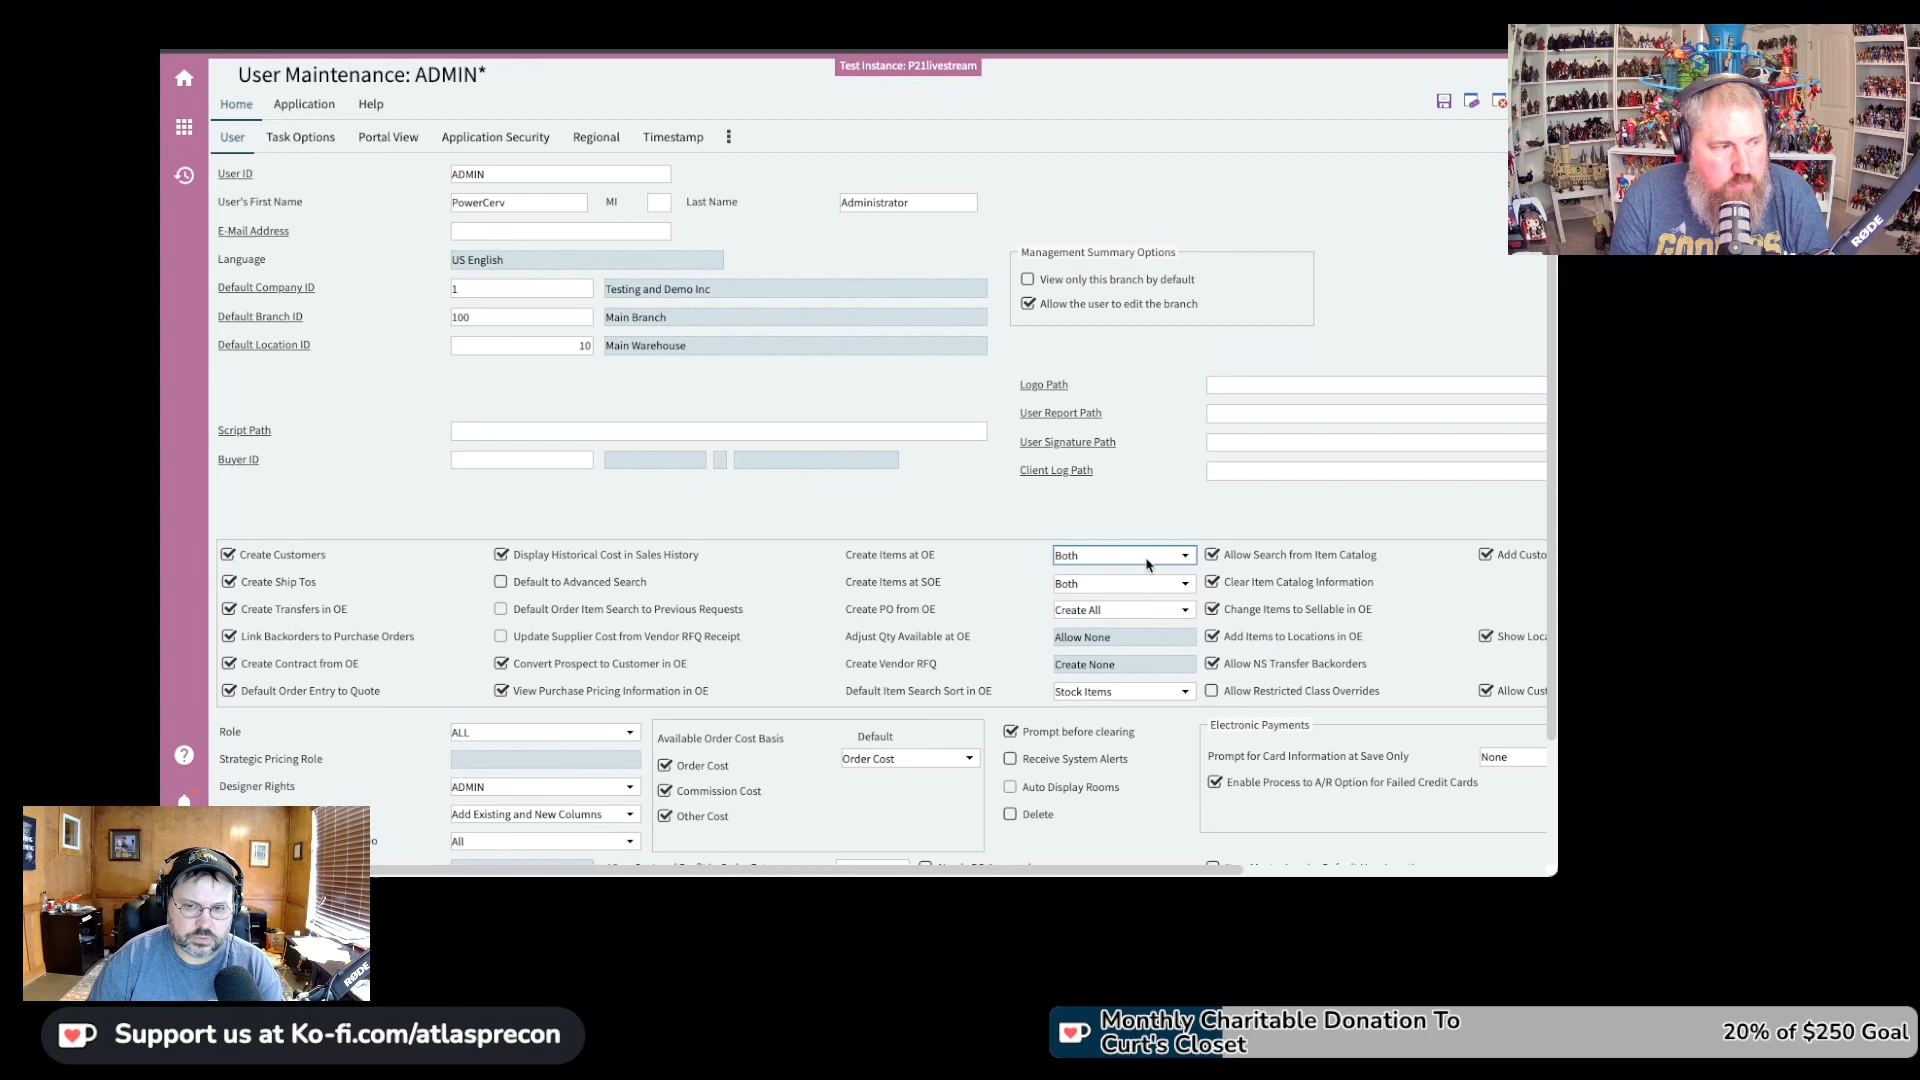 Test Instance: P21livestream
User Maintenance: ADMIN*
Home Application Help
User Task Options Portal View Application Security Regional Timestamp
User ID ADMIN
User's First Name PowerCerv MI Last Name Administrator
E-Mail Address
Language US English
Management Summary Options
View only this branch by default
Allow the user to edit the branch
Default Company ID 1 Testing and Demo Inc
Default Branch ID 100 Main Branch
Default Location ID 10 Main Warehouse
Logo Path
User Report Path
Script Path
User Signature Path
Buyer ID
Client Log Path
Create Customers Display Historical Cost in Sales History Create Items at OE Both Allow Search from Item Catalog Add Custo
Create Ship Tos Default to Advanced Search Create Items at SOE Both Clear Item Catalog Information
Create Transfers in OE Default Order Item Search to Previous Requests Create PO from OE Create All Change Items to Sellable in OE
Link Backorders to Purchase Orders Update Supplier Cost from Vendor RFQ Receipt Adjust Qty Available at OE Allow None Add Items to Locations in OE Show Loca
Create Contract from OE Convert Prospect to Customer in OE Create Vendor RFQ Create None Allow NS Transfer Backorders
Default Order Entry to Quote View Purchase Pricing Information in OE Default Item Search Sort in OE Stock Items Allow Restricted Class Overrides Allow Cust
Role ALL
Strategic Pricing Role
Designer Rights ADMIN
Add Existing and New Columns
o All
Available Order Cost Basis Default
Order Cost Order Cost
Commission Cost
Other Cost
Prompt before clearing
Receive System Alerts
Auto Display Rooms
Delete
Electronic Payments
Prompt for Card Information at Save Only None
Enable Process to A/R Option for Failed Credit Cards
RØDE
RØDE
Support us at Ko-fi.com/atlasprecon
Monthly Charitable Donation To
Curt's Closet
20% of $250 Goal